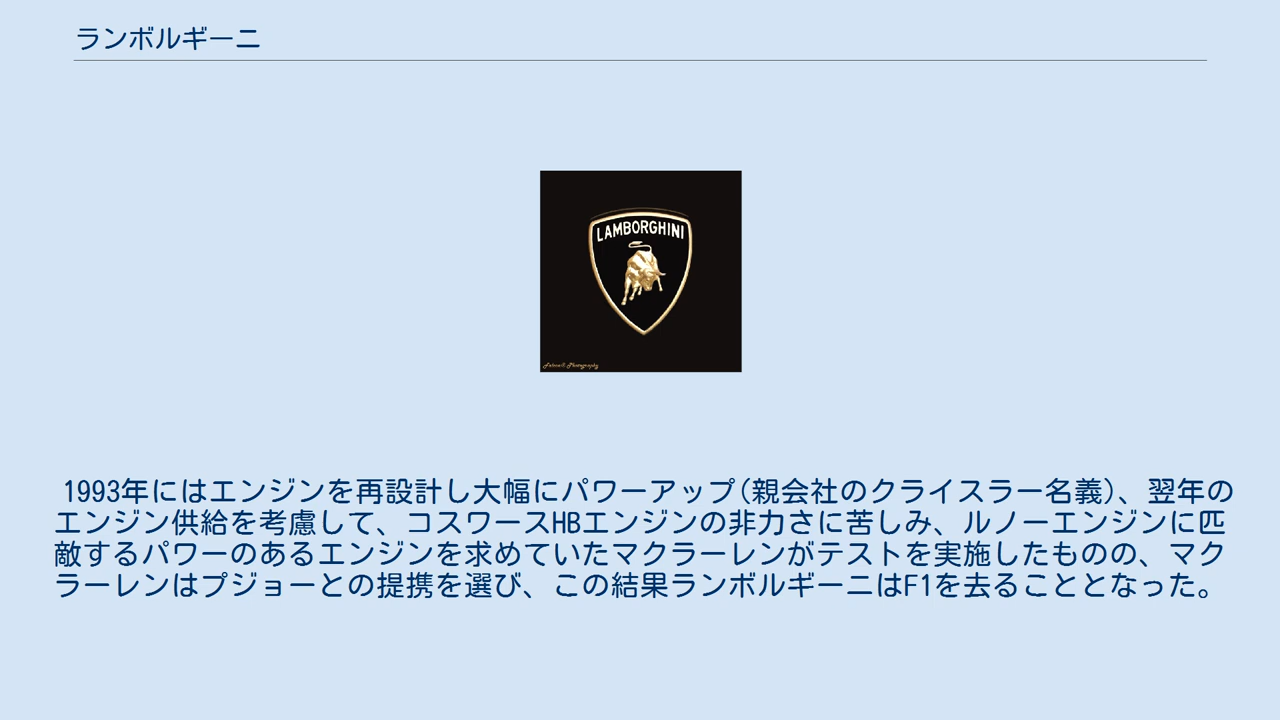 ランボルギーニ
LAMBORGHINI
1993年にはエンジンを再設計し大幅にパワーアップ(親会社のクライスラー名義)、翌年の
エンジン供給を考慮して、コスワースHBエンジンの非力さに苦しみ、ルノーエンジンに匹
敵するパワーのあるエンジンを求めていたマクラーレンがテストを実施したものの、マク
ラーレンはプジョーとの提携を選び、この結果ランボルギーニはF1を去ることとなった。